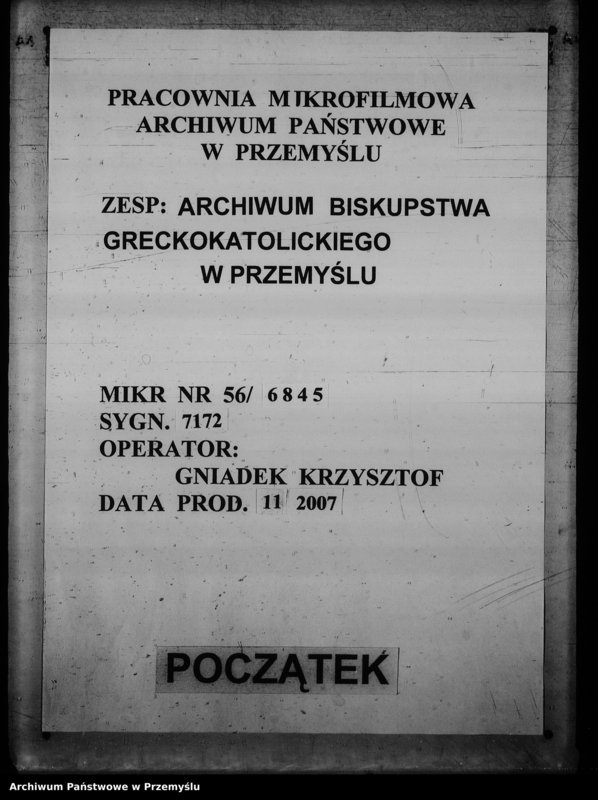 PRACOWNIA MIKROFILMOWA
ARCHIWUM PAŃSTWOWE
W PRZEMYŚLU
ZESP: ARCHIWUM BISKUPSTWA
GRECKOKATOLICKIEGO
W PRZEMYŚLU
MIKR NR 56/ 6845
SYGN. 7172
OPERATOR:
GNIADEK KRZYSZTOF
DATA PROD. 11 2007
POCZĄTEK
Archiwum Państwowe w Przemyślu